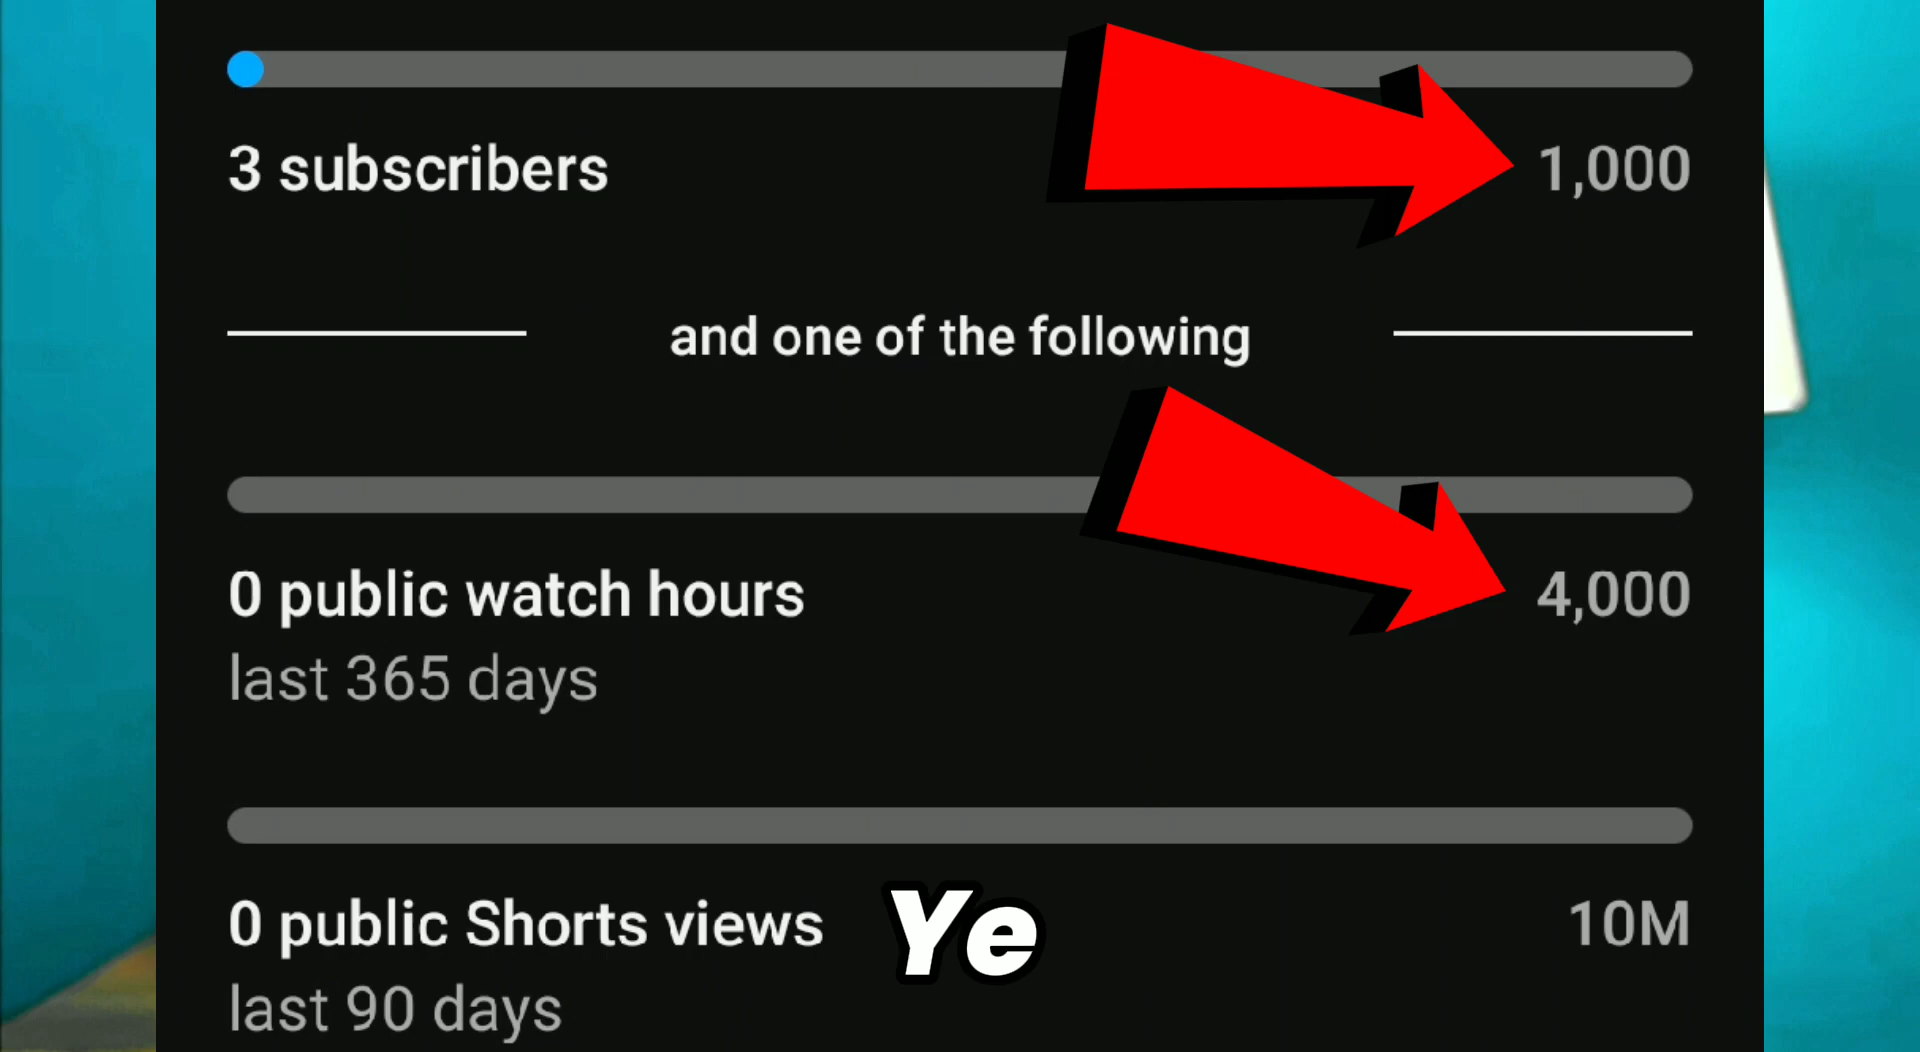 3 subscribers 1,000
and one of the following
0 public watch hours 4,000
last 365 days
0 public Shorts views 10M
Ye
last 90 days